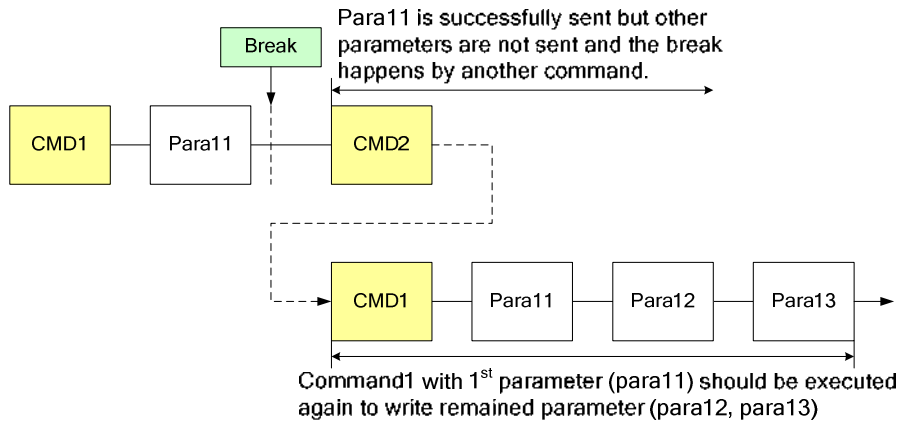 Para11 is successfully sent but other
parameters are not sent and the break
happens by another command.
Break
CMD1
Para11
CMD2
CMD1
Para11
Para12
Para13
Command1 with 1st parameter (para11) should be executed
again to write remained parameter (para12, para13)